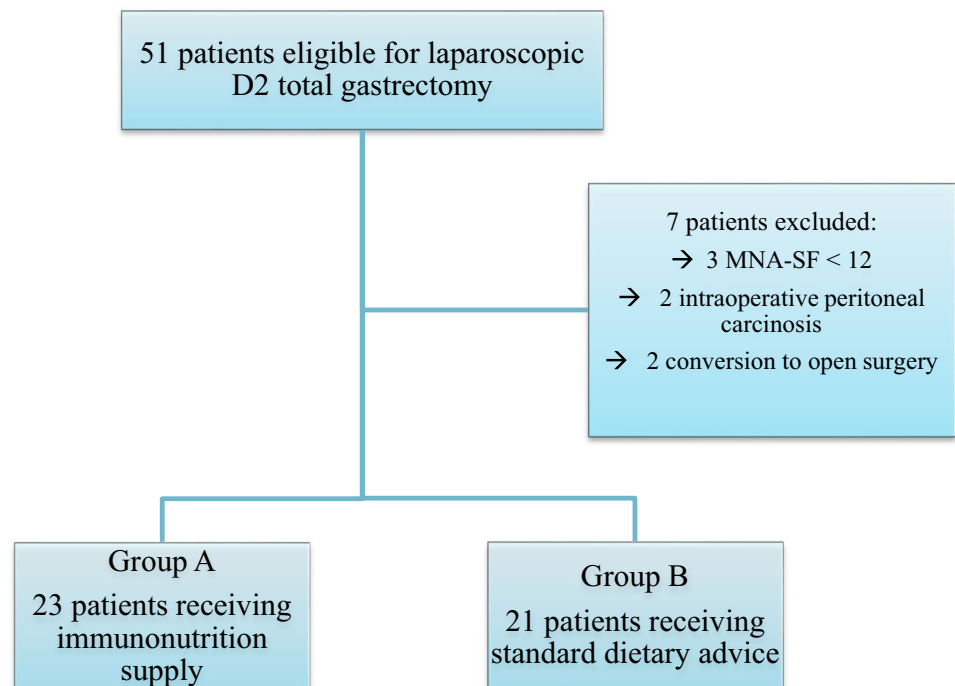 51 patients eligible for laparoscopic
D2 total gastrectomy
7 patients excluded:
→ 3 MNA-SF < 12
→ 2 intraoperative peritoneal
carcinosis
→ 2 conversion to open surgery
Group A
23 patients receiving
immunonutrition
supply
Group B
21 patients receiving
standard dietary advice